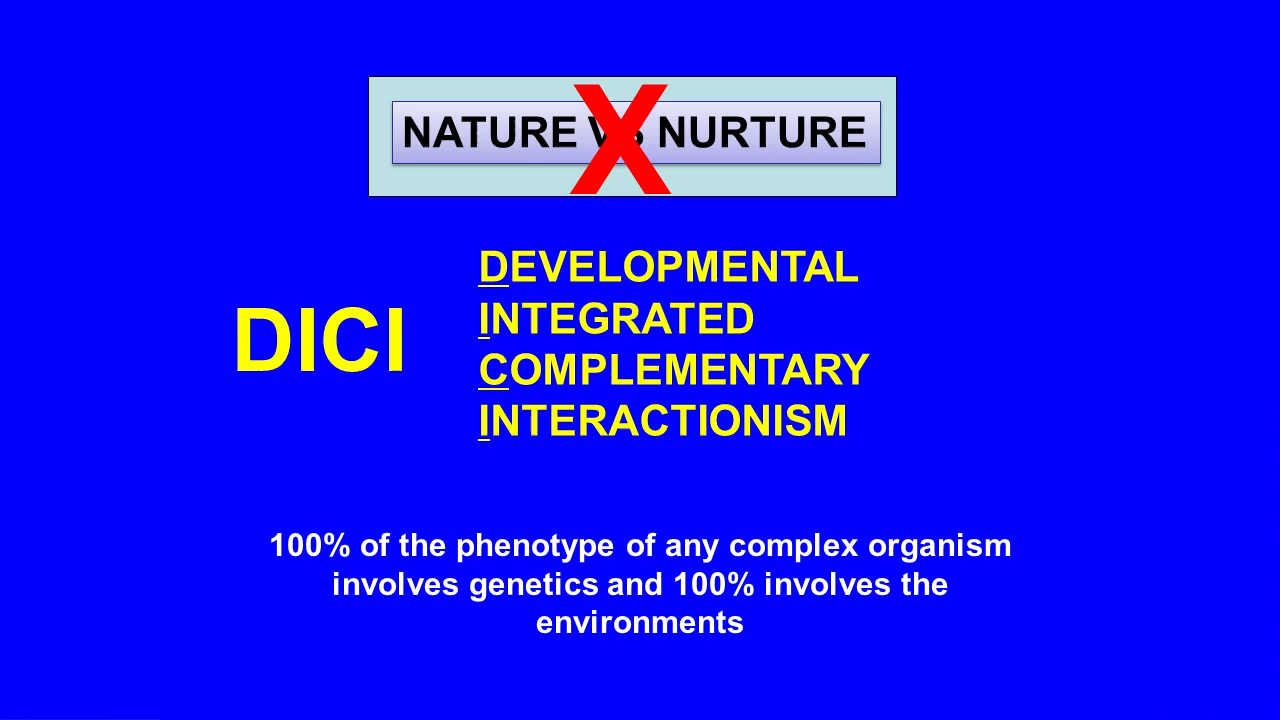 NATURE VS NURTURE
X
DICI
DEVELOPMENTAL
INTEGRATED
COMPLEMENTARY
INTERACTIONISM
100% of the phenotype of any complex organism
involves genetics and 100% involves the
environments